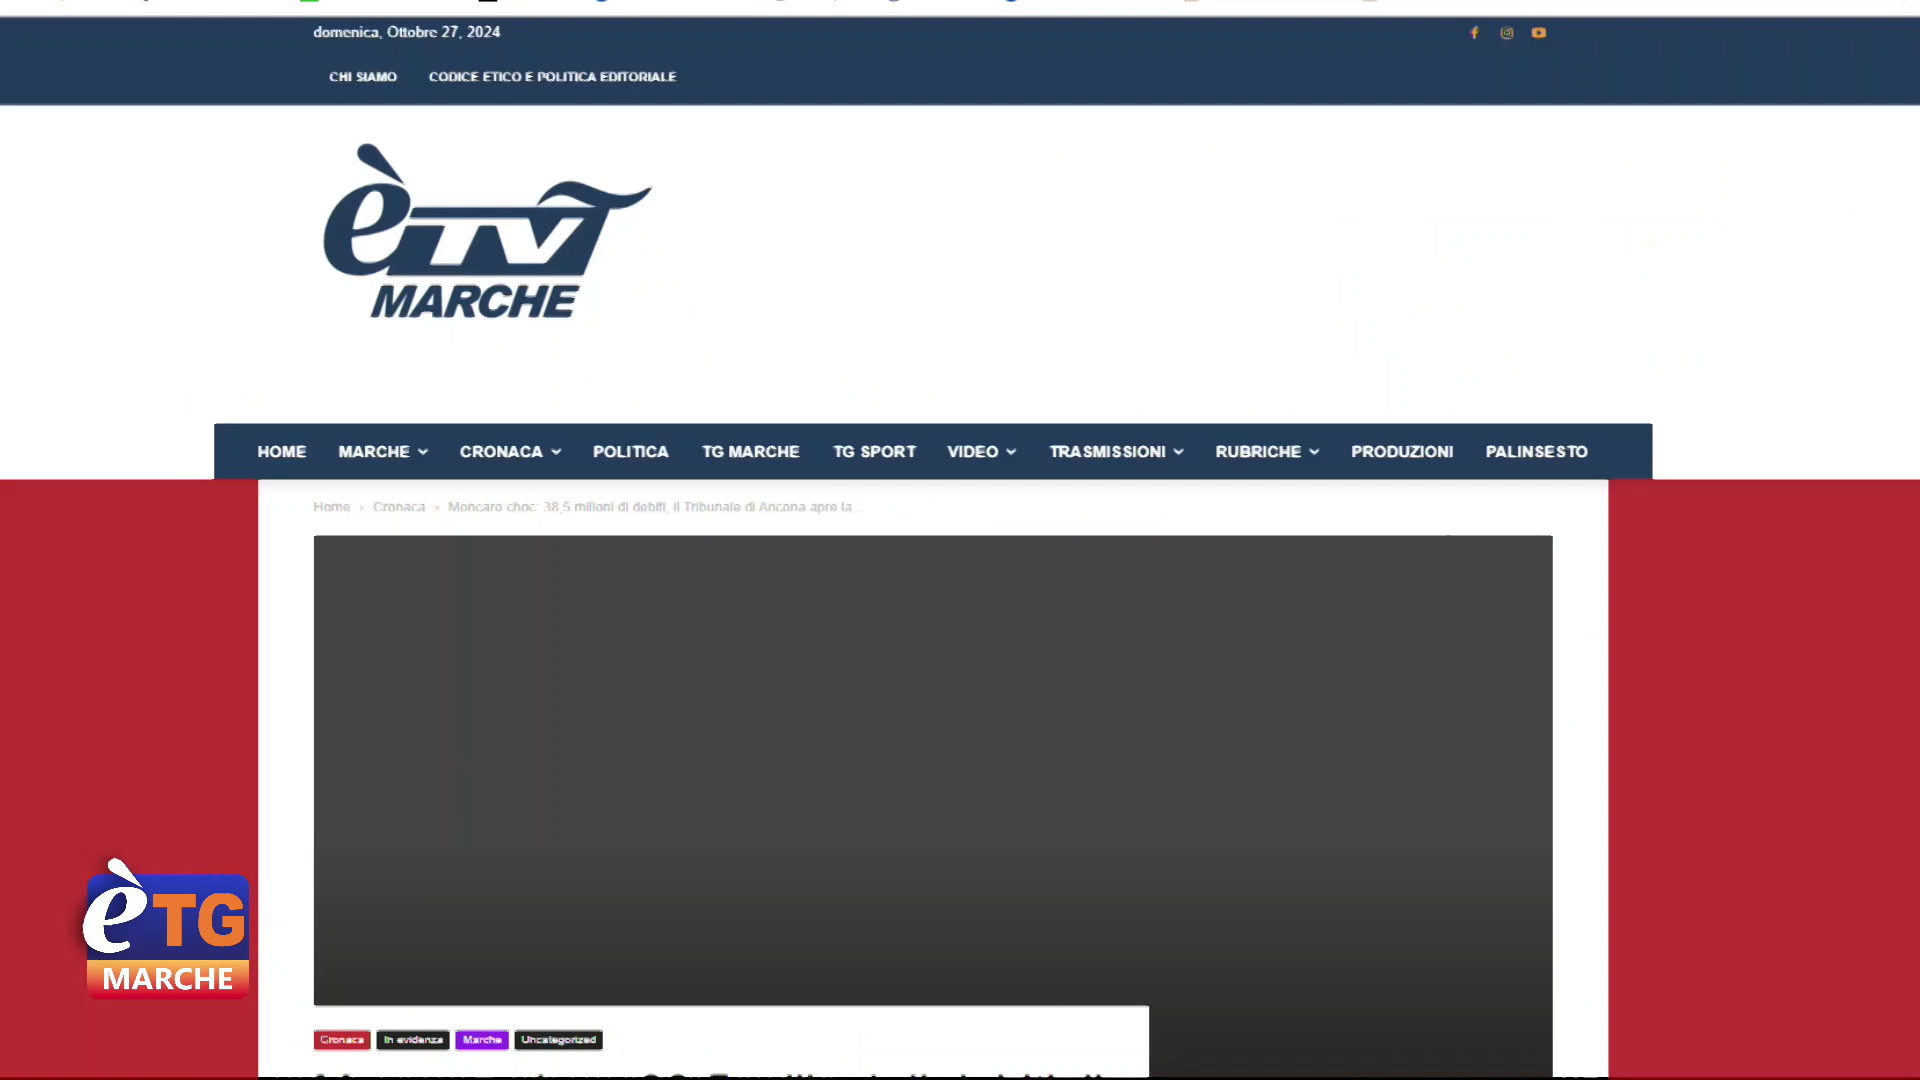 domenica, Ottobre 27, 2024
CHI SIAMO CODICE ETICO E POLITICA EDITORIALE
èTV
MARCHE
HOME MARCHE CRONACA POLITICA TG MARCHE TG SPORT VIDEO TRASMISSIONI RUBRICHE PRODUZIONI PALINSESTO
Home › Cronaca › Moncaro choc: 38,5 milioni di debiti, il Tribunale di Ancona apre la...
èTG
MARCHE
Cronaca In evidenza Marche Uncategorized